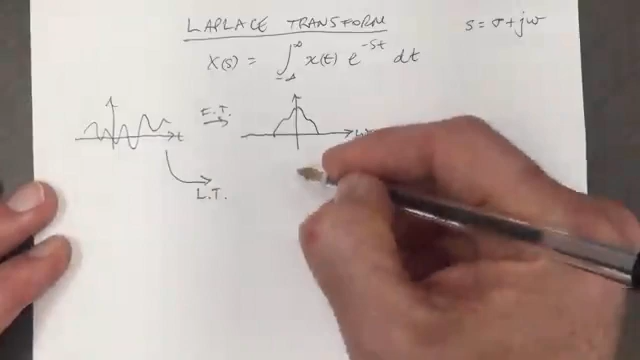 LAPLACE TRANSFORM
s = σ + jω
X(s) = ∫_{-∞}^{∞} x(t) e^{-st} dt
F.T.
t
ω
L.T.